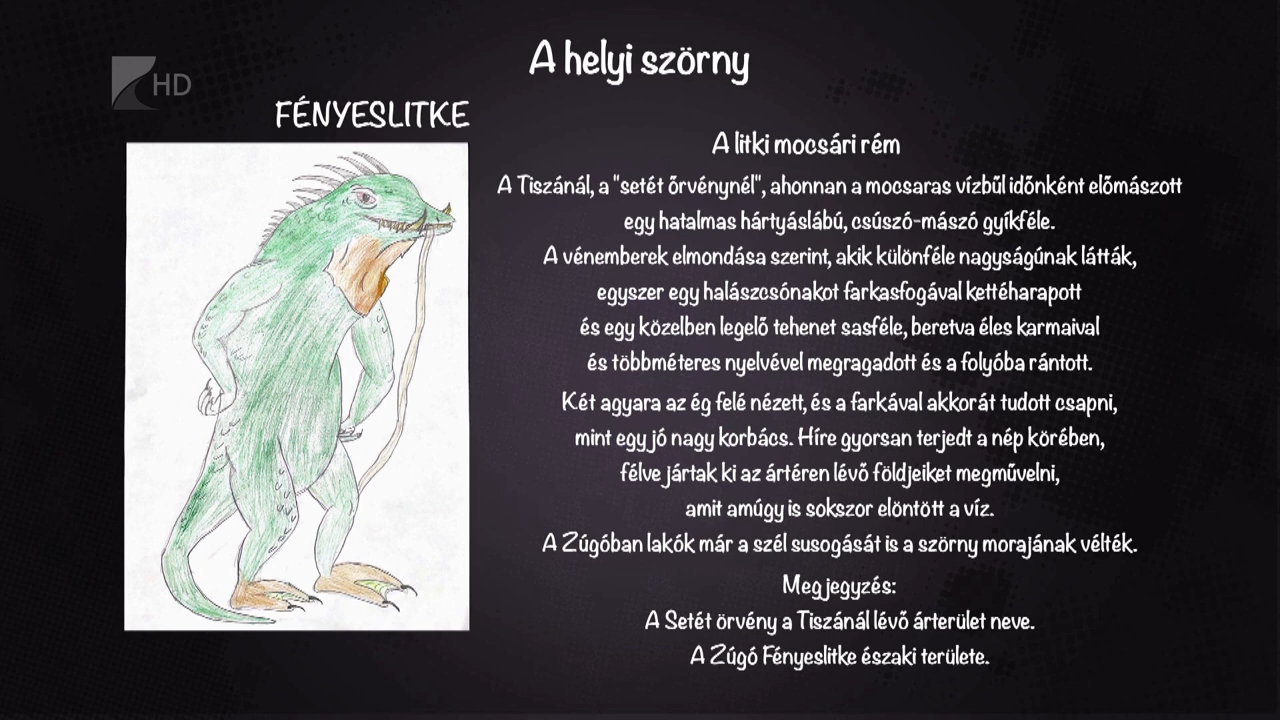 A helyi szörny
HD
FÉNYESLITKE
A litki mocsári rém
A Tiszánál, a "setét őrvénynél", ahonnan a mocsaras vízbűl időnként előmászott
egy hatalmas hártyáslábú, csúszó-mászó gyíkféle.
A vénemberek elmondása szerint, akik különféle nagyságúnak látták,
egyszer egy halászcsónakot farkasfogával kettéharapott
és egy közelben legelő tehenet sasféle, beretva éles karmaival
és többméteres nyelvével megragadott és a folyóba rántott.
Két agyara az ég felé nézett, és a farkával akkorát tudott csapni,
mint egy jó nagy korbács. Híre gyorsan terjedt a nép körében,
félve jártak ki az ártéren lévő földjeiket megművelni,
amit amúgy is sokszor elöntött a víz.
A Zúgóban lakók már a szél susogását is a szörny morajának vélték.
Megjegyzés:
A Setét örvény a Tiszánál lévő árterület neve.
A Zúgó Fényeslitke északi területe.